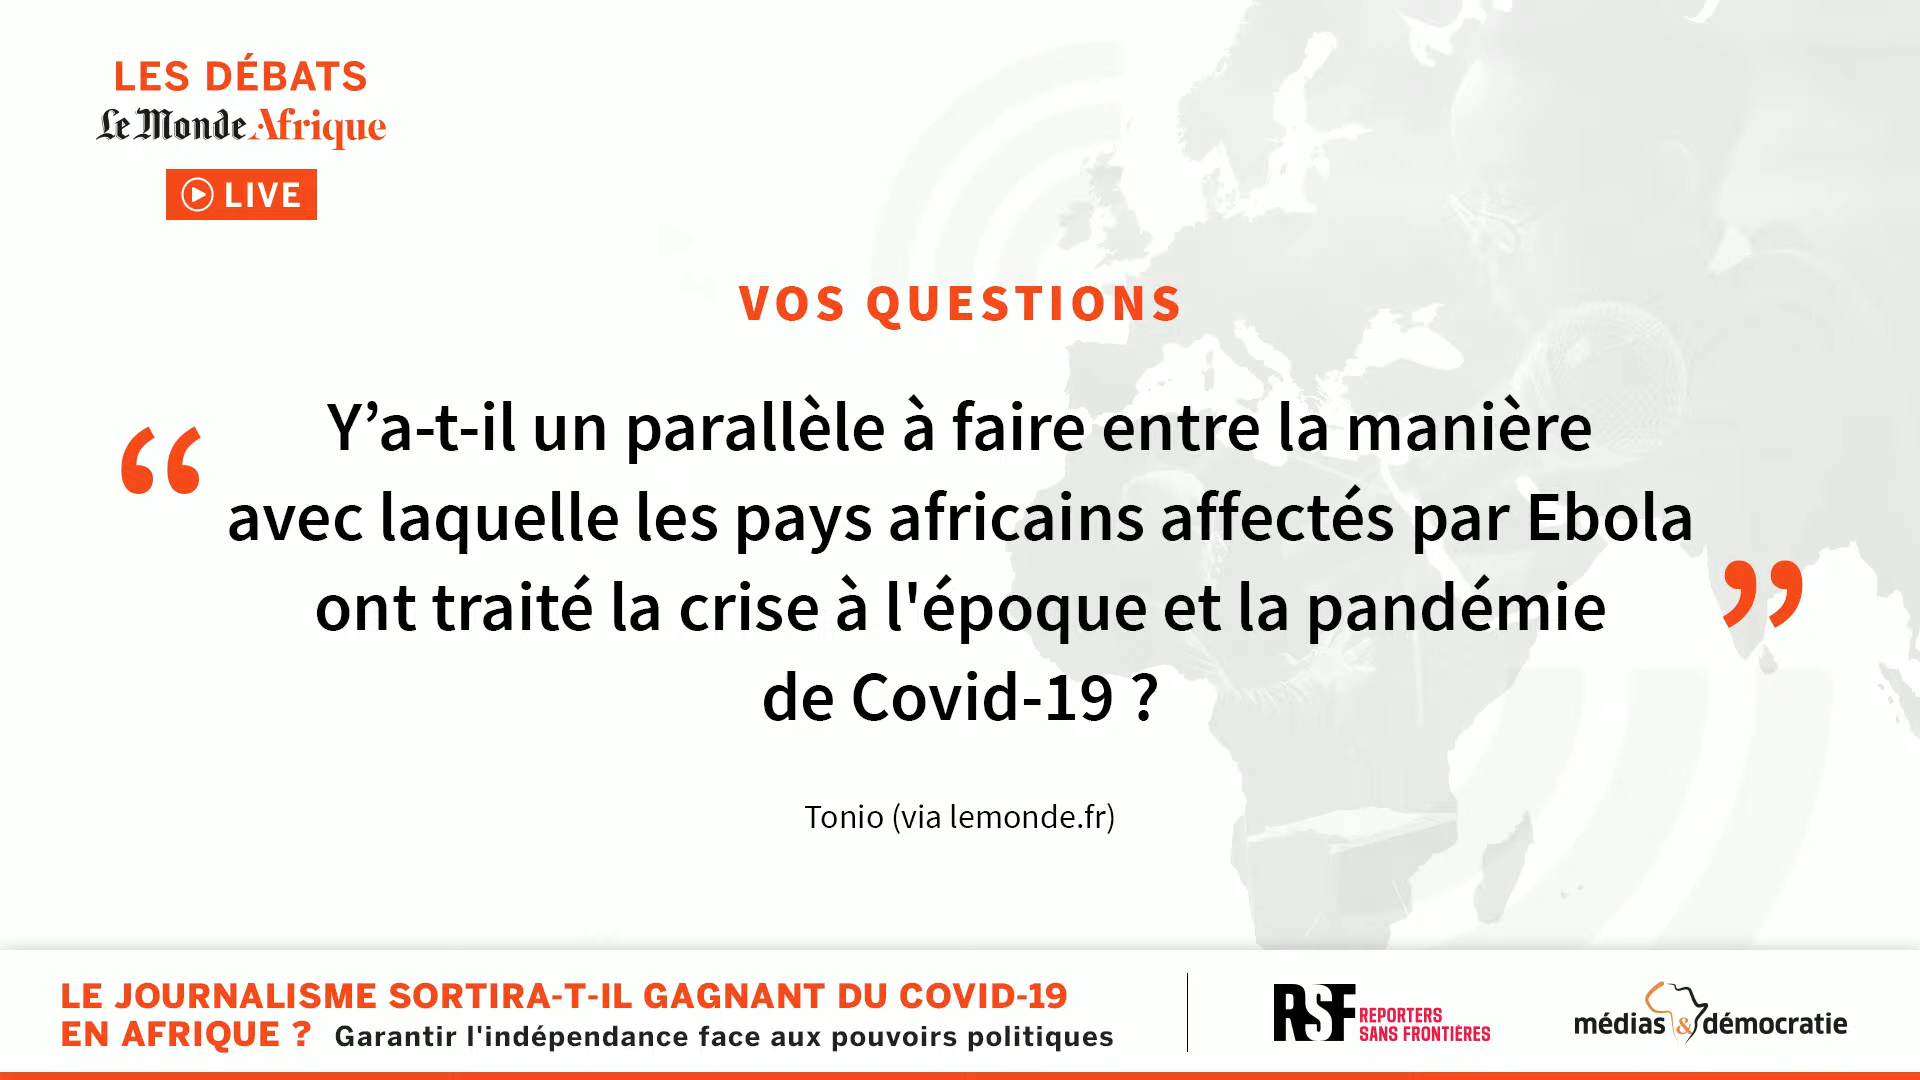 LES DÉBATS
Le Monde Afrique
LIVE
VOS QUESTIONS
“ Y’a-t-il un parallèle à faire entre la manière
avec laquelle les pays africains affectés par Ebola
ont traité la crise à l'époque et la pandémie
de Covid-19 ? ”
Tonio (via lemonde.fr)
LE JOURNALISME SORTIRA-T-IL GAGNANT DU COVID-19
EN AFRIQUE ? Garantir l'indépendance face aux pouvoirs politiques
RSF REPORTERS
SANS FRONTIÈRES
médias & démocratie